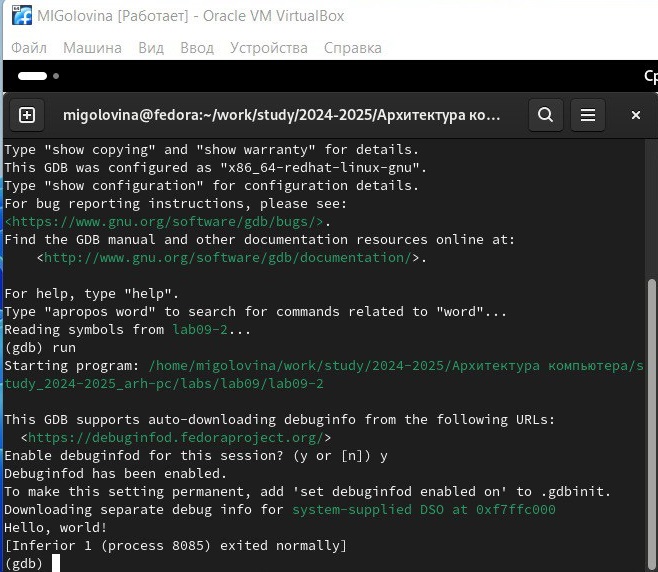 MIGolovina [Работает] - Oracle VM VirtualBox
Файл Машина Вид Ввод Устройства Справка
Ср
migolovina@fedora:~/work/study/2024-2025/Архитектура ко...
Type "show copying" and "show warranty" for details.
This GDB was configured as "x86_64-redhat-linux-gnu".
Type "show configuration" for configuration details.
For bug reporting instructions, please see:
<https://www.gnu.org/software/gdb/bugs/>.
Find the GDB manual and other documentation resources online at:
    <http://www.gnu.org/software/gdb/documentation/>.
For help, type "help".
Type "apropos word" to search for commands related to "word"...
Reading symbols from lab09-2...
(gdb) run
Starting program: /home/migolovina/work/study/2024-2025/Архитектура компьютера/s
tudy_2024-2025_arh-pc/labs/lab09/lab09-2
This GDB supports auto-downloading debuginfo from the following URLs:
  <https://debuginfod.fedoraproject.org/>
Enable debuginfod for this session? (y or [n]) y
Debuginfod has been enabled.
To make this setting permanent, add 'set debuginfod enabled on' to .gdbinit.
Downloading separate debug info for system-supplied DSO at 0xf7ffc000
Hello, world!
[Inferior 1 (process 8085) exited normally]
(gdb)